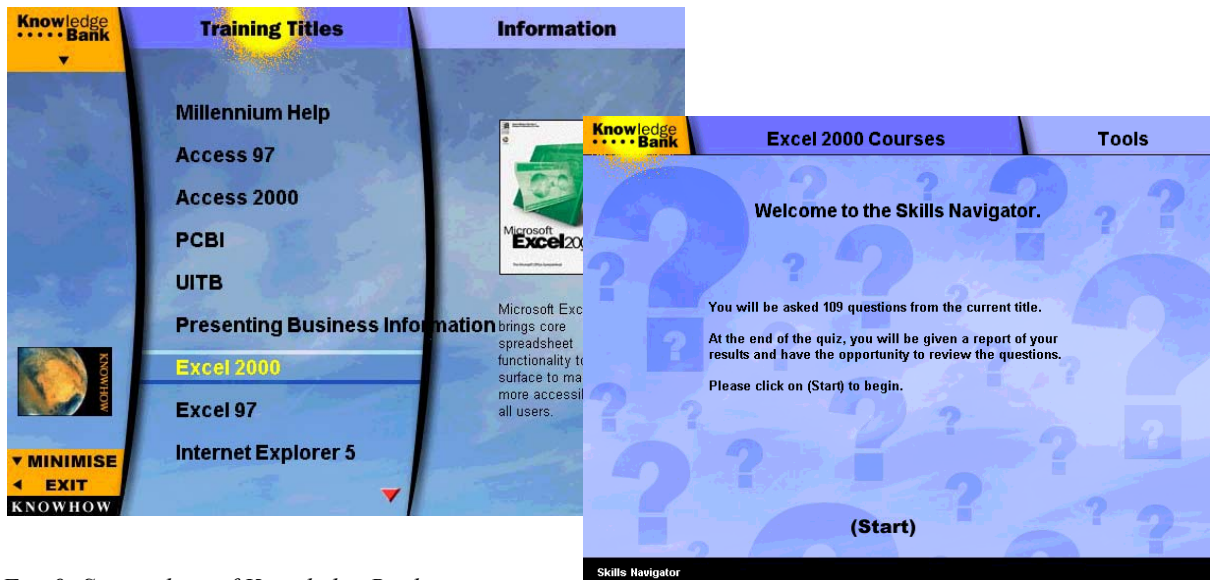 Knowledge
Bank
Training Titles
Information
Millennium Help
Access 97
Access 2000
PCBI
UITB
Presenting Business Information
Excel 2000
Excel 97
Internet Explorer 5
KNOWHOW
MINIMISE
EXIT
KNOWHOW
Microsoft
Excel200
Microsoft Exc
brings core
spreadsheet
functionality to
surface to ma
more accessil
all users.
Knowledge
Bank
Excel 2000 Courses
Tools
Welcome to the Skills Navigator.
You will be asked 109 questions from the current title.
At the end of the quiz, you will be given a report of your
results and have the opportunity to review the questions.
Please click on (Start) to begin.
(Start)
Skills Navigator